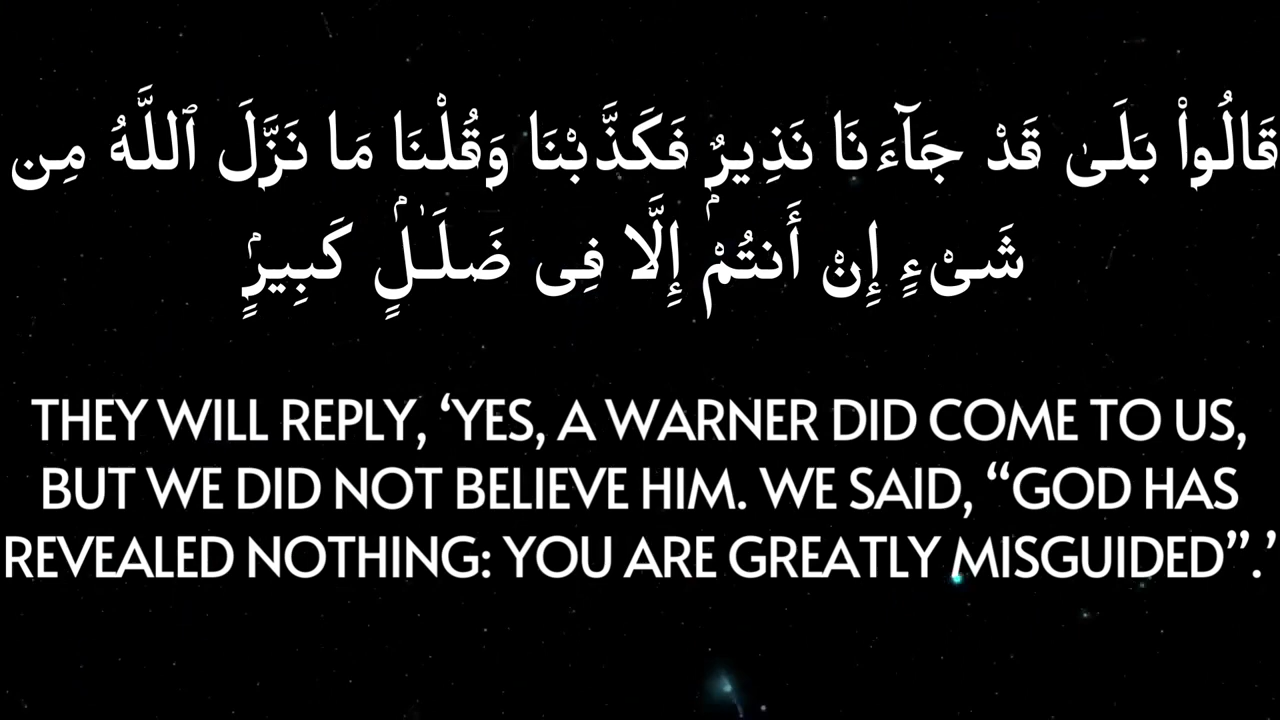 قَالُوا۟ بَلَىٰ قَدْ جَآءَنَا نَذِيرٌ فَكَذَّبْنَا وَقُلْنَا مَا نَزَّلَ ٱللَّهُ مِن
شَىْءٍ إِنْ أَنتُمْ إِلَّا فِى ضَلَـٰلٍۢ كَبِيرٍۢ
THEY WILL REPLY, ‘YES, A WARNER DID COME TO US,
BUT WE DID NOT BELIEVE HIM. WE SAID, “GOD HAS
REVEALED NOTHING: YOU ARE GREATLY MISGUIDED”.’